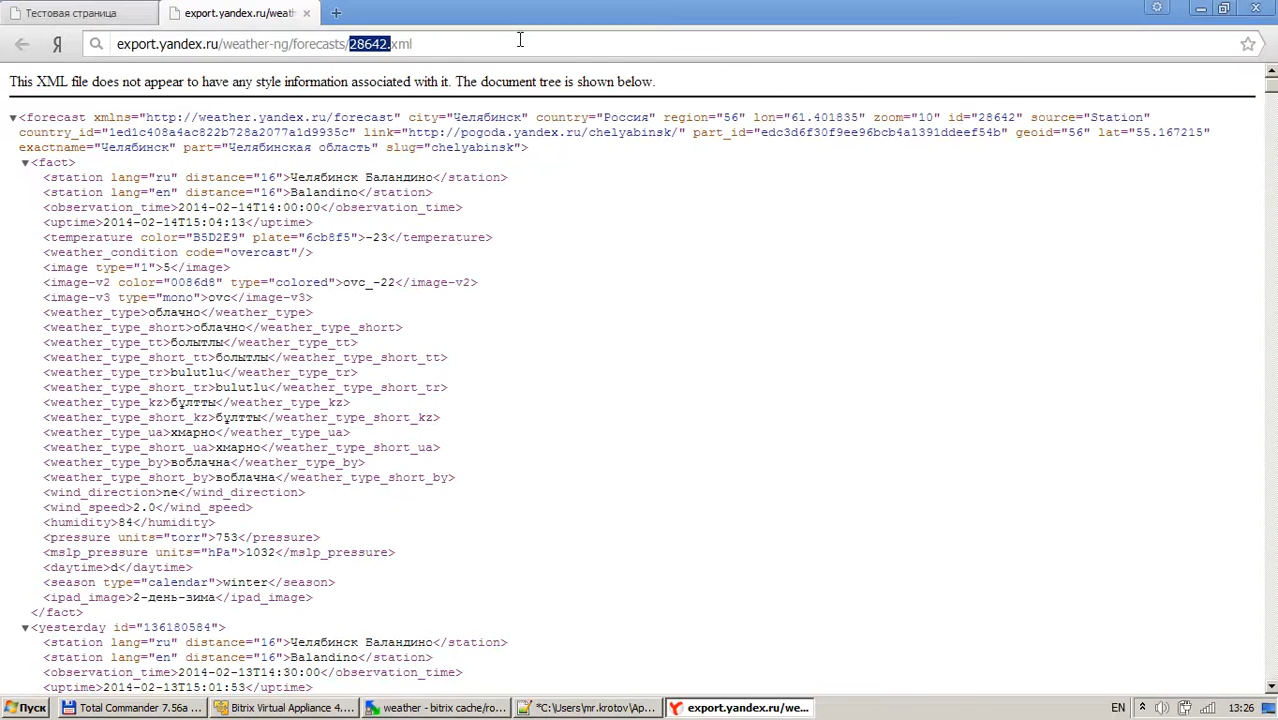 Тестовая страница
export.yandex.ru/weath
export.yandex.ru/weather-ng/forecasts/28642.xml
This XML file does not appear to have any style information associated with it. The document tree is shown below.
▼<forecast xmlns="http://weather.yandex.ru/forecast" city="Челябинск" country="Россия" region="56" lon="61.401835" zoom="10" id="28642" source="Station"
country_id="1ed1c408a4ac822b728a2077a1d9935c" link="http://pogoda.yandex.ru/chelyabinsk/" part_id="edc3d6f30f9ee96bcb4a1391ddeef54b" geoid="56" lat="55.167215"
exactname="Челябинск" part="Челябинская область" slug="chelyabinsk">
▼<fact>
<station lang="ru" distance="16">Челябинск Баландино</station>
<station lang="en" distance="16">Balandino</station>
<observation_time>2014-02-14T14:00:00</observation_time>
<uptime>2014-02-14T15:04:13</uptime>
<temperature color="B5D2E9" plate="6cb8f5">-23</temperature>
<weather_condition code="overcast"/>
<image type="1">5</image>
<image-v2 color="0086d8" type="colored">ovc_-22</image-v2>
<image-v3 type="mono">ovc</image-v3>
<weather_type>облачно</weather_type>
<weather_type_short>облачно</weather_type_short>
<weather_type_tt>болытлы</weather_type_tt>
<weather_type_short_tt>болытлы</weather_type_short_tt>
<weather_type_tr>bulutlu</weather_type_tr>
<weather_type_short_tr>bulutlu</weather_type_short_tr>
<weather_type_kz>бұлтты</weather_type_kz>
<weather_type_short_kz>бұлтты</weather_type_short_kz>
<weather_type_ua>хмарно</weather_type_ua>
<weather_type_short_ua>хмарно</weather_type_short_ua>
<weather_type_by>воблачна</weather_type_by>
<weather_type_short_by>воблачна</weather_type_short_by>
<wind_direction>ne</wind_direction>
<wind_speed>2.0</wind_speed>
<humidity>84</humidity>
<pressure units="torr">753</pressure>
<mslp_pressure units="hPa">1032</mslp_pressure>
<daytime>d</daytime>
<season type="calendar">winter</season>
<ipad_image>2-день-зима</ipad_image>
</fact>
▼<yesterday id="136180584">
<station lang="ru" distance="16">Челябинск Баландино</station>
<station lang="en" distance="16">Balandino</station>
<observation_time>2014-02-13T14:30:00</observation_time>
<uptime>2014-02-13T15:01:53</uptime>
Пуск
Total Commander 7.56a ...
Bitrix Virtual Appliance 4....
weather - bitrix cache/ro...
*C:\Users\mr.krotov\Ap...
export.yandex.ru/we...
EN
13:26